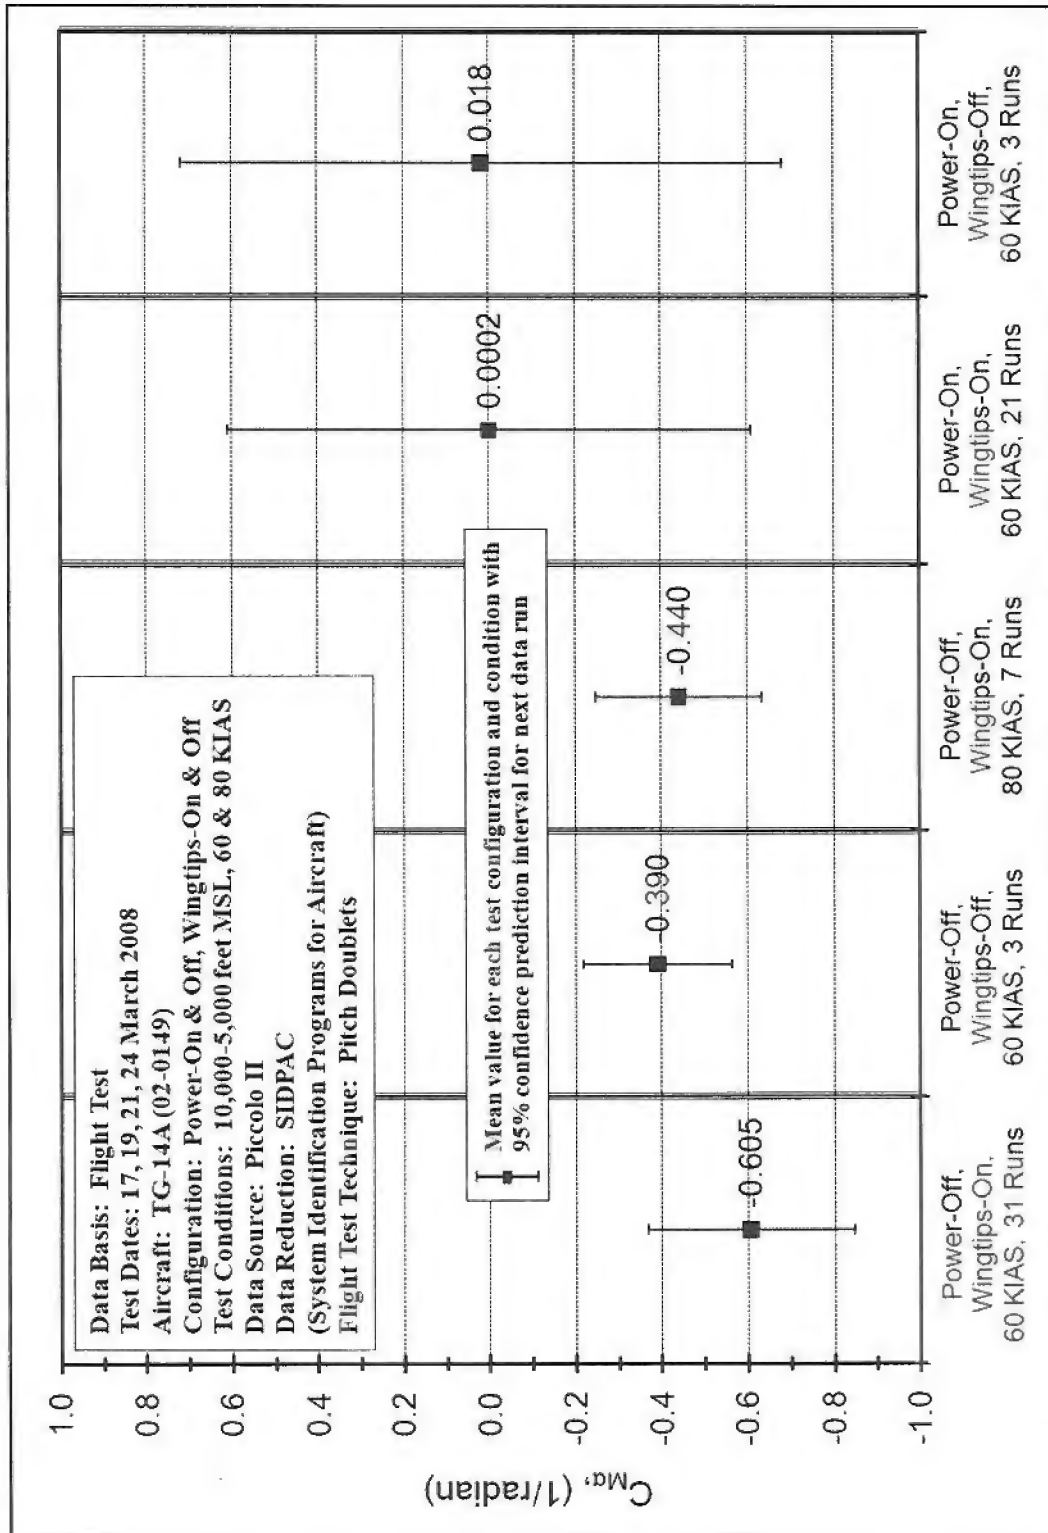 Data Basis: Flight Test
Test Dates: 17, 19, 21, 24 March 2008
Aircraft: TG-14A (02-0149)
Configuration: Power-On & Off, Wingtips-On & Off
Test Conditions: 10,000-5,000 feet MSL, 60 & 80 KIAS
Data Source: Piccolo II
Data Reduction: SIDPAC
(System Identification Programs for Aircraft)
Flight Test Technique: Pitch Doublets
Mean value for each test configuration and condition with
95% confidence prediction interval for next data run
CMα, (1/radian)
1.0
0.8
0.6
0.4
0.2
0.0
-0.2
-0.4
-0.6
-0.8
-1.0
-0.605
-0.390
-0.440
0.0002
0.018
Power-Off,
Wingtips-On,
60 KIAS, 31 Runs
Power-Off,
Wingtips-Off,
60 KIAS, 3 Runs
Power-Off,
Wingtips-On,
80 KIAS, 7 Runs
Power-On,
Wingtips-On,
60 KIAS, 21 Runs
Power-On,
Wingtips-Off,
60 KIAS, 3 Runs